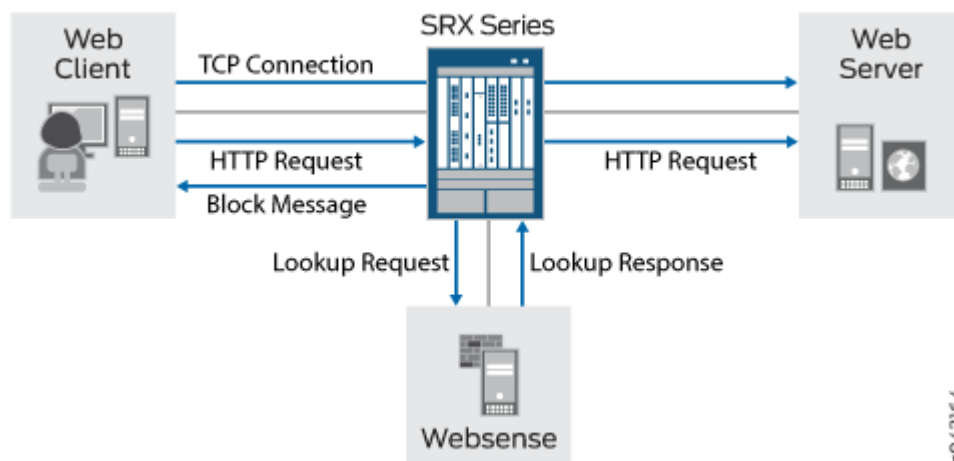 SRX Series
Web
Client
TCP Connection
Web
Server
HTTP Request
HTTP Request
Block Message
Lookup Request
Lookup Response
Websense